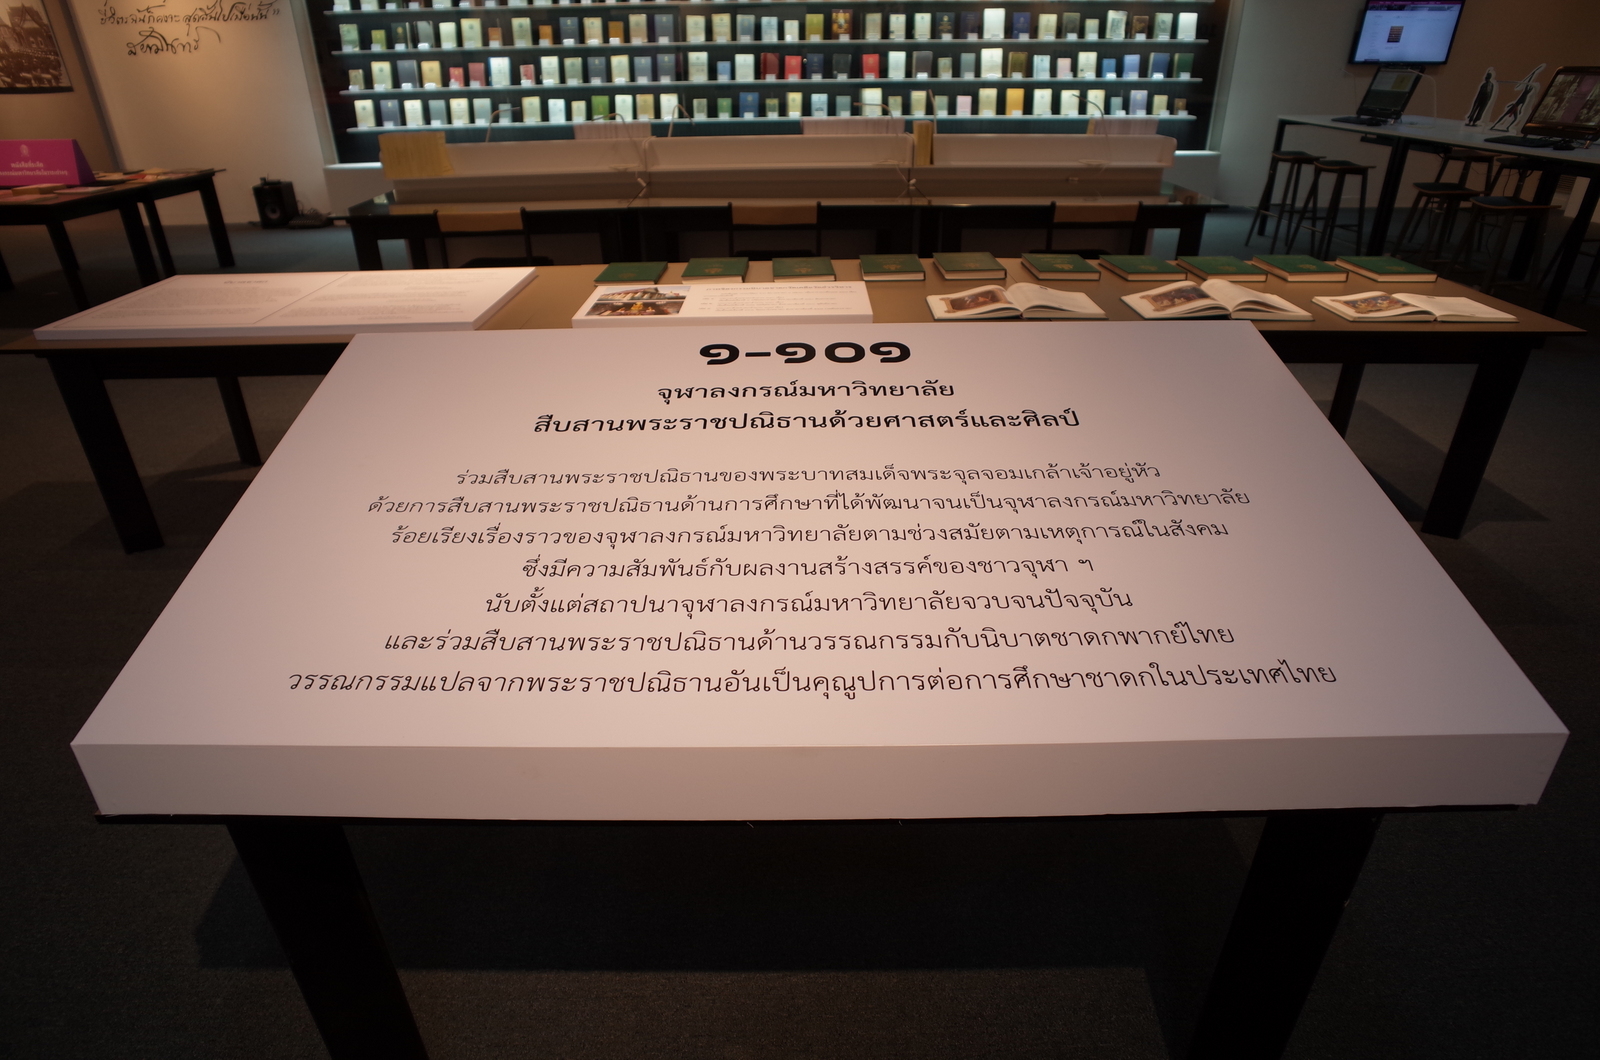 ๑-๑๐๑
จุฬาลงกรณ์มหาวิทยาลัย
สืบสานพระราชปณิธานด้วยศาสตร์และศิลป์
ร่วมสืบสานพระราชปณิธานของพระบาทสมเด็จพระจุลจอมเกล้าเจ้าอยู่หัว
ด้วยการสืบสานพระราชปณิธานด้านการศึกษาที่ได้พัฒนาจนเป็นจุฬาลงกรณ์มหาวิทยาลัย
ร้อยเรียงเรื่องราวของจุฬาลงกรณ์มหาวิทยาลัยตามช่วงสมัยตามเหตุการณ์ในสังคม
ซึ่งมีความสัมพันธ์กับผลงานสร้างสรรค์ของชาวจุฬา ฯ
นับตั้งแต่สถาปนาจุฬาลงกรณ์มหาวิทยาลัยจวบจนปัจจุบัน
และร่วมสืบสานพระราชปณิธานด้านวรรณกรรมกับนิบาตชาดกพากย์ไทย
วรรณกรรมแปลจากพระราชปณิธานอันเป็นคุณูปการต่อการศึกษาชาดกในประเทศไทย